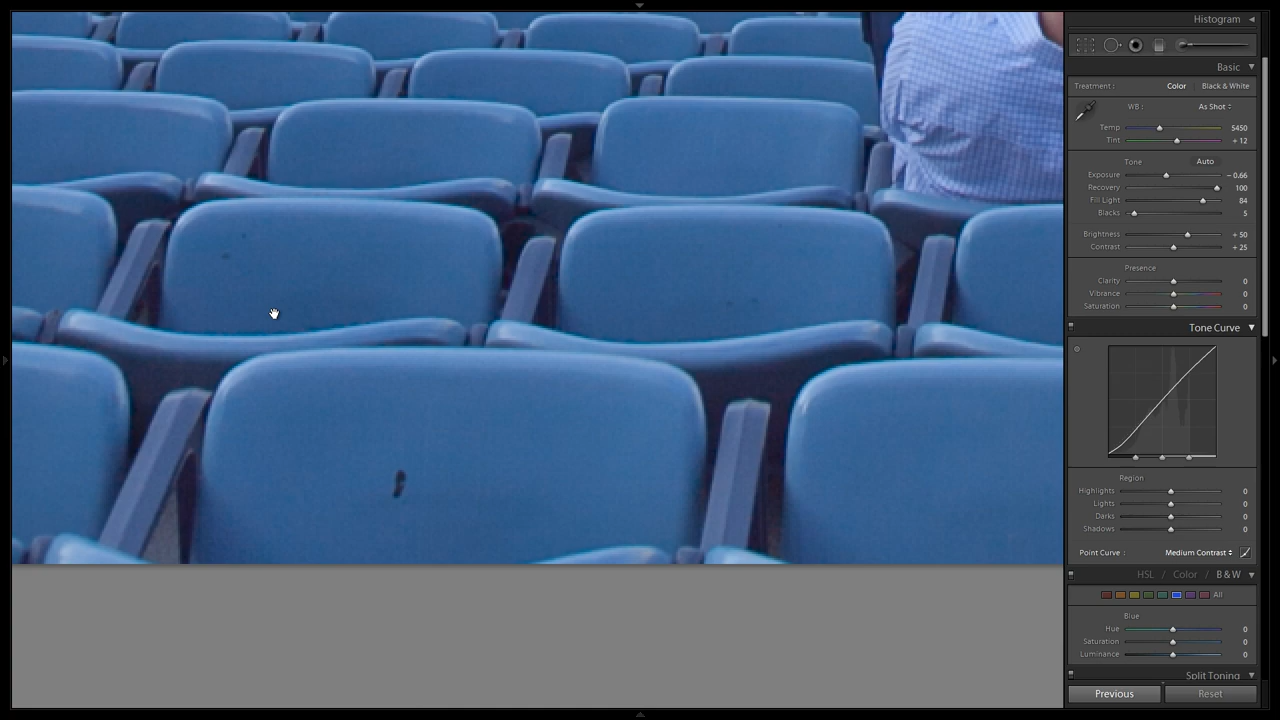 Histogram
Basic
Treatment : Color Black & White
WB : As Shot
Temp 5450
Tint + 12
Tone Auto
Exposure – 0.66
Recovery 100
Fill Light 84
Blacks 5
Brightness + 50
Contrast + 25
Presence
Clarity 0
Vibrance 0
Saturation 0
Tone Curve
Region
Highlights 0
Lights 0
Darks 0
Shadows 0
Point Curve : Medium Contrast
HSL / Color / B & W
All
Blue
Hue 0
Saturation 0
Luminance 0
Split Toning
Previous Reset